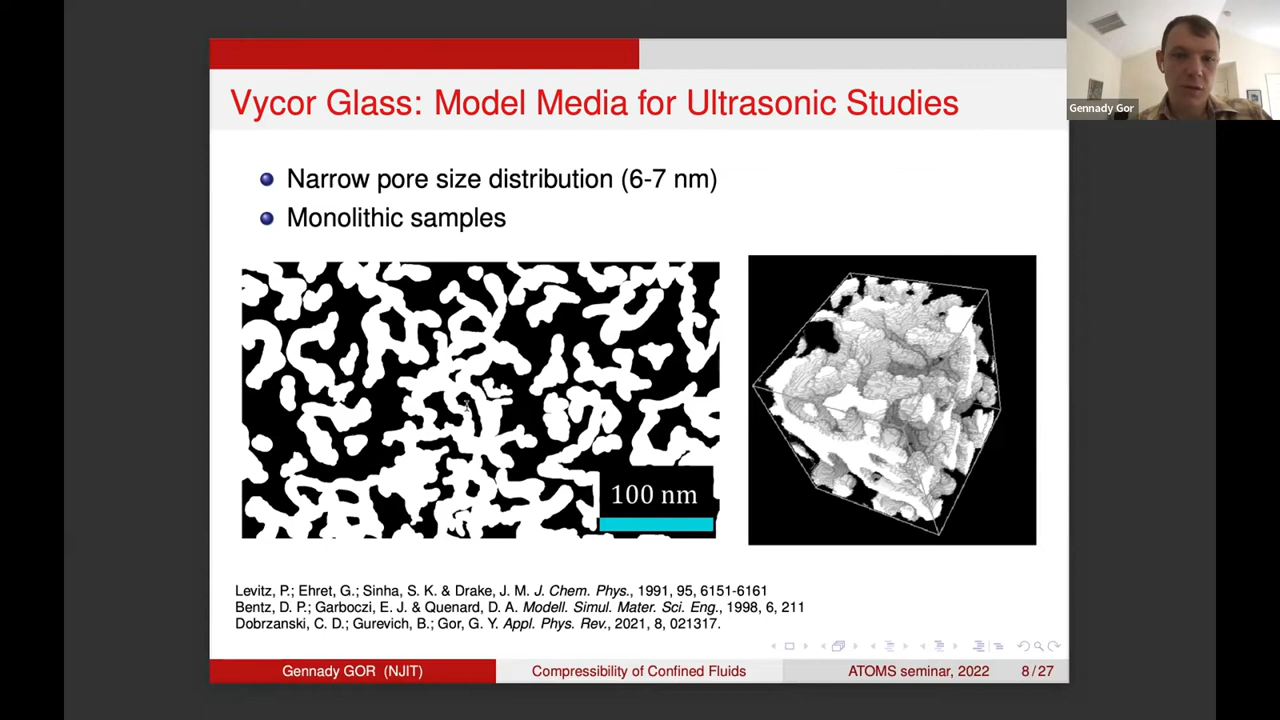 Vycor Glass: Model Media for Ultrasonic Studies
Gennady Gor
Narrow pore size distribution (6-7 nm)
Monolithic samples
100 nm
Levitz, P.; Ehret, G.; Sinha, S. K. & Drake, J. M. J. Chem. Phys., 1991, 95, 6151-6161
Bentz, D. P.; Garboczi, E. J. & Quenard, D. A. Modell. Simul. Mater. Sci. Eng., 1998, 6, 211
Dobrzanski, C. D.; Gurevich, B.; Gor, G. Y. Appl. Phys. Rev., 2021, 8, 021317.
Gennady GOR (NJIT) Compressibility of Confined Fluids ATOMS seminar, 2022 8 / 27